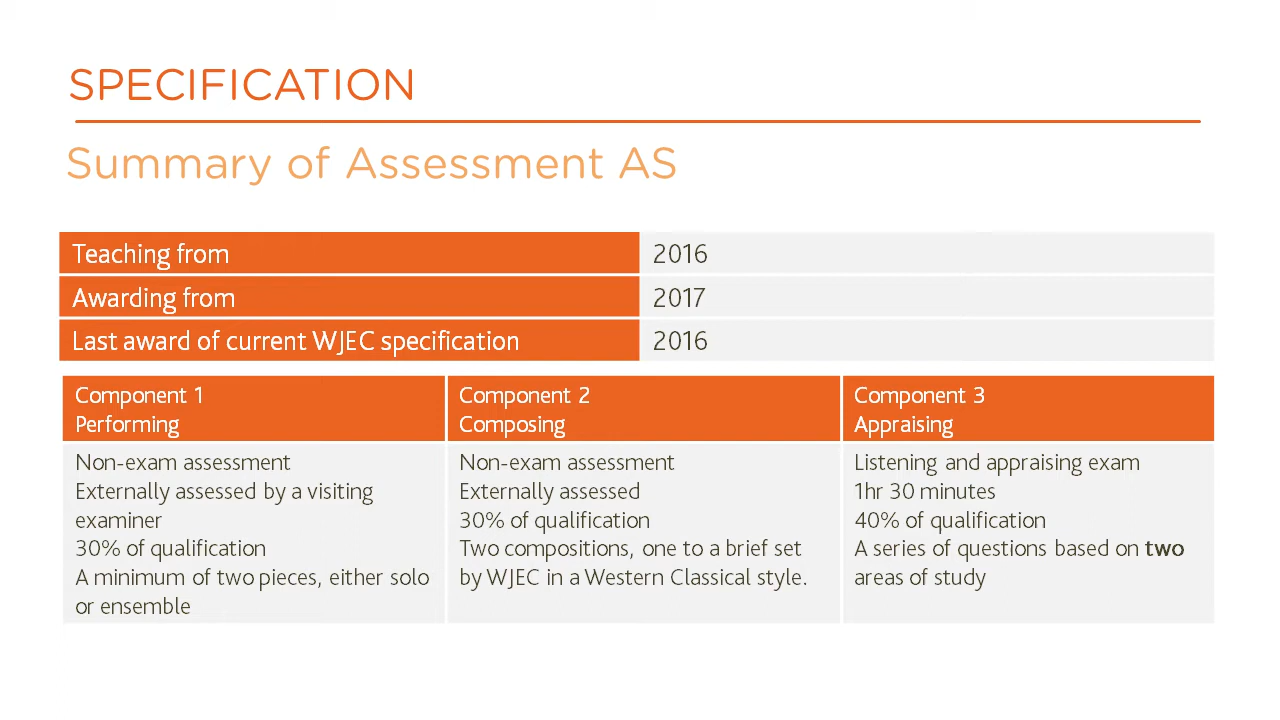 SPECIFICATION
Summary of Assessment AS
Teaching from 2016
Awarding from 2017
Last award of current WJEC specification 2016
Component 1
Performing
Non-exam assessment
Externally assessed by a visiting
examiner
30% of qualification
A minimum of two pieces, either solo
or ensemble
Component 2
Composing
Non-exam assessment
Externally assessed
30% of qualification
Two compositions, one to a brief set
by WJEC in a Western Classical style.
Component 3
Appraising
Listening and appraising exam
1hr 30 minutes
40% of qualification
A series of questions based on two
areas of study